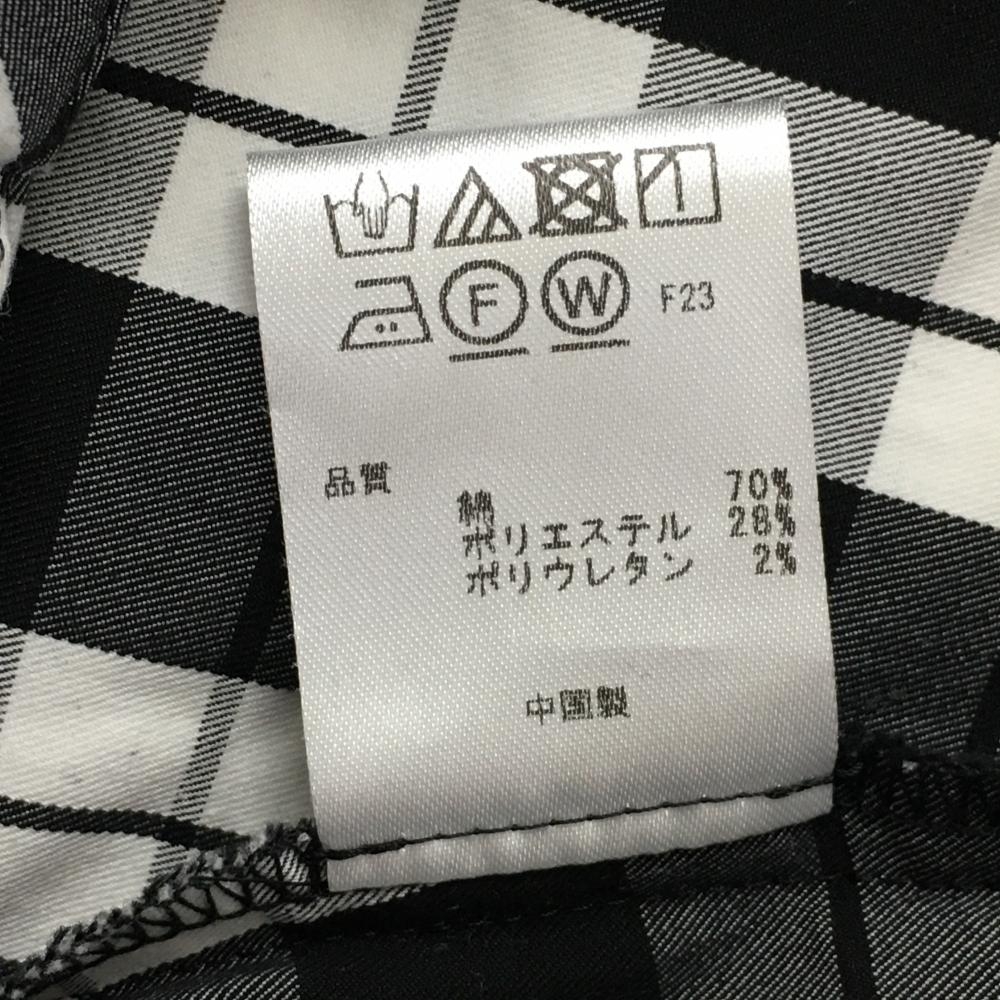 F W F23
品質
綿 70%
ポリエステル 28%
ポリウレタン 2%
中国製